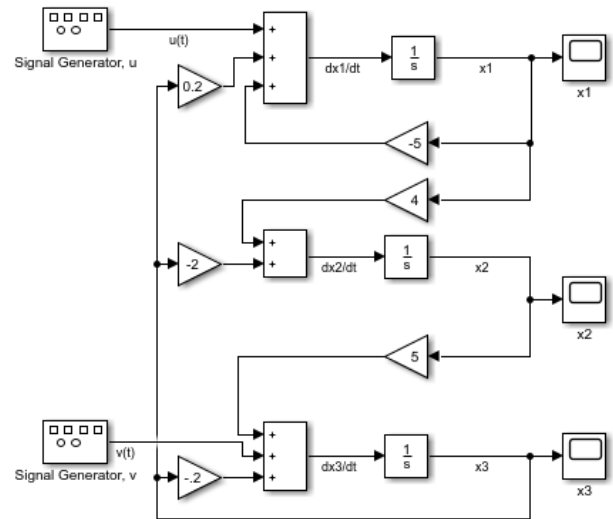 u(t)
Signal Generator, u
+
+
+
0.2
dx1/dt
1
s
x1
x1
-5
4
+
+
-2
dx2/dt
1
s
x2
x2
5
v(t)
Signal Generator, v
+
+
+
-.2
dx3/dt
1
s
x3
x3